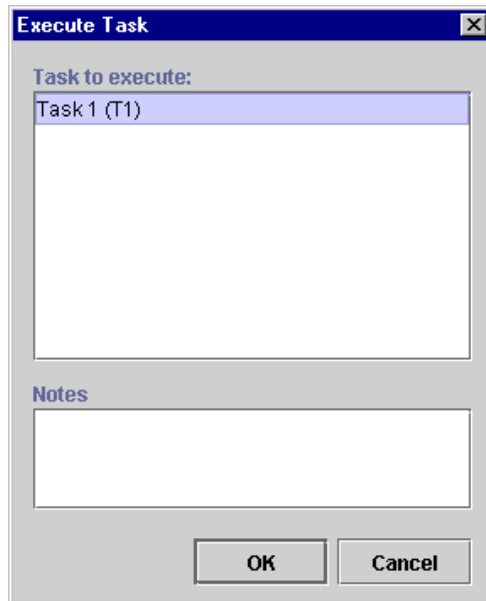 Execute Task
Task to execute:
Task 1 (T1)
Notes
OK Cancel